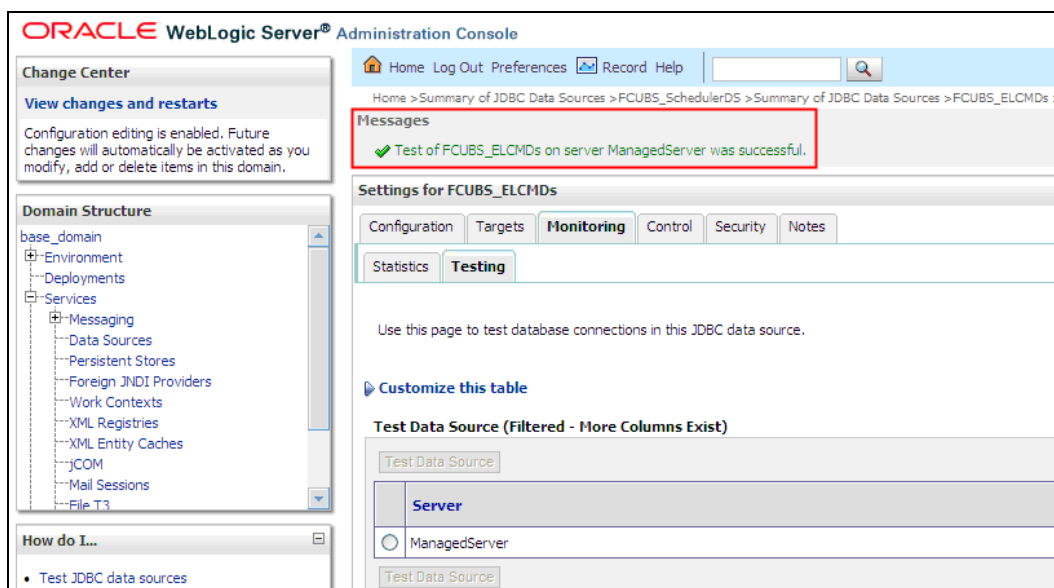 ORACLE WebLogic Server® Administration Console
Change Center
View changes and restarts
Configuration editing is enabled. Future
changes will automatically be activated as you
modify, add or delete items in this domain.
Domain Structure
base_domain
Environment
Deployments
Services
Messaging
Data Sources
Persistent Stores
Foreign JNDI Providers
Work Contexts
XML Registries
XML Entity Caches
jCOM
Mail Sessions
File T3
How do I...
Test JDBC data sources
Home Log Out Preferences Record Help
Home >Summary of JDBC Data Sources >FCUBS_SchedulerDS >Summary of JDBC Data Sources >FCUBS_ELCMDs >
Messages
Test of FCUBS_ELCMDs on server ManagedServer was successful.
Settings for FCUBS_ELCMDs
Configuration Targets Monitoring Control Security Notes
Statistics Testing
Use this page to test database connections in this JDBC data source.
Customize this table
Test Data Source (Filtered - More Columns Exist)
Test Data Source
Server
ManagedServer
Test Data Source